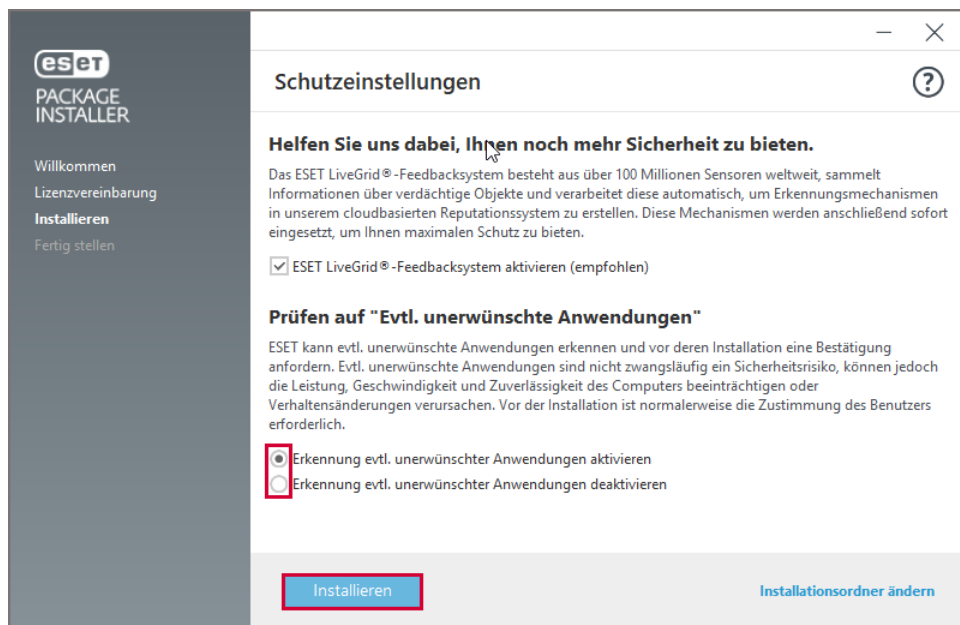 eset
PACKAGE
INSTALLER
Willkommen
Lizenzvereinbarung
Installieren
Fertig stellen
Schutzeinstellungen
?
Helfen Sie uns dabei, Ihnen noch mehr Sicherheit zu bieten.
Das ESET LiveGrid®-Feedbacksystem besteht aus über 100 Millionen Sensoren weltweit, sammelt
Informationen über verdächtige Objekte und verarbeitet diese automatisch, um Erkennungsmechanismen
in unserem cloudbasierten Reputationssystem zu erstellen. Diese Mechanismen werden anschließend sofort
eingesetzt, um Ihnen maximalen Schutz zu bieten.
ESET LiveGrid®-Feedbacksystem aktivieren (empfohlen)
Prüfen auf "Evtl. unerwünschte Anwendungen"
ESET kann evtl. unerwünschte Anwendungen erkennen und vor deren Installation eine Bestätigung
anfordern. Evtl. unerwünschte Anwendungen sind nicht zwangsläufig ein Sicherheitsrisiko, können jedoch
die Leistung, Geschwindigkeit und Zuverlässigkeit des Computers beeinträchtigen oder
Verhaltensänderungen verursachen. Vor der Installation ist normalerweise die Zustimmung des Benutzers
erforderlich.
Erkennung evtl. unerwünschter Anwendungen aktivieren
Erkennung evtl. unerwünschter Anwendungen deaktivieren
Installieren
Installationsordner ändern